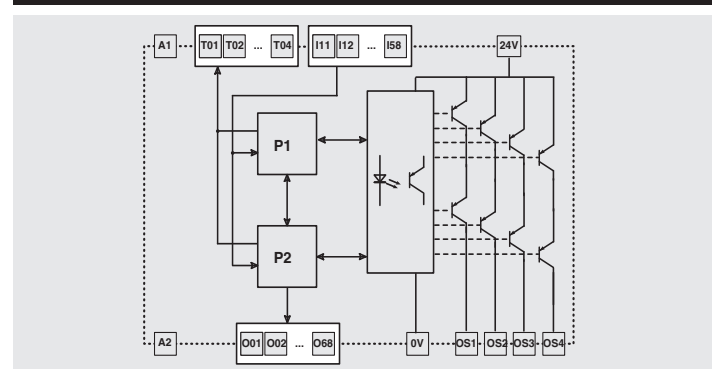 A1 T01 T02 ... T04 I11 I12 ... I58 24V
P1
P2
A2 O01 O02 ... O68 0V OS1 OS2 OS3 OS4